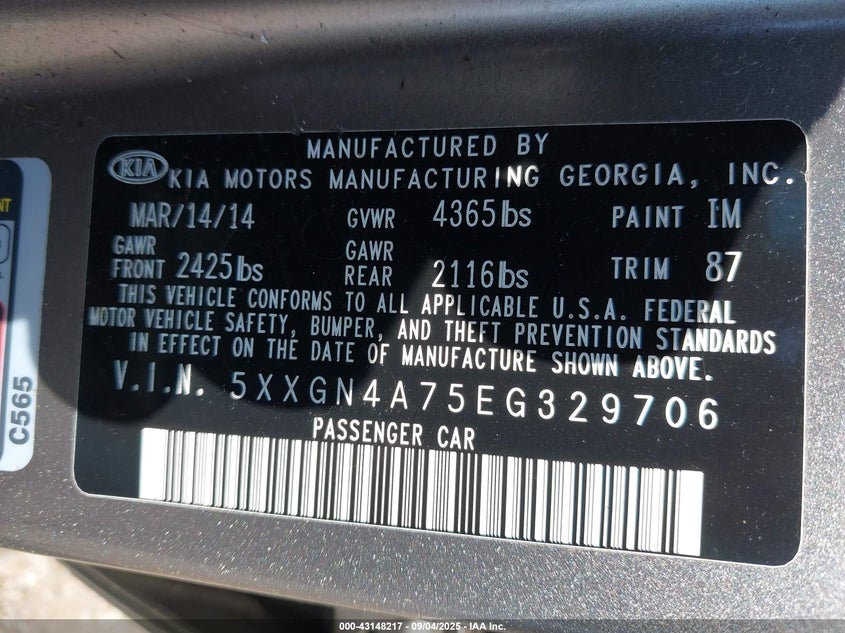 MANUFACTURED BY
KIA KIA MOTORS MANUFACTURING GEORGIA, INC.
MAR/14/14 GVWR 4365lbs PAINT IM
GAWR FRONT 2425lbs GAWR REAR 2116lbs TRIM 87
THIS VEHICLE CONFORMS TO ALL APPLICABLE U.S.A. FEDERAL
MOTOR VEHICLE SAFETY, BUMPER, AND THEFT PREVENTION STANDARDS
IN EFFECT ON THE DATE OF MANUFACTURE SHOWN ABOVE.
V.I.N. 5XXGN4A75EG329706
PASSENGER CAR
C565
000-43148217 - 09/04/2025 - IAA Inc.